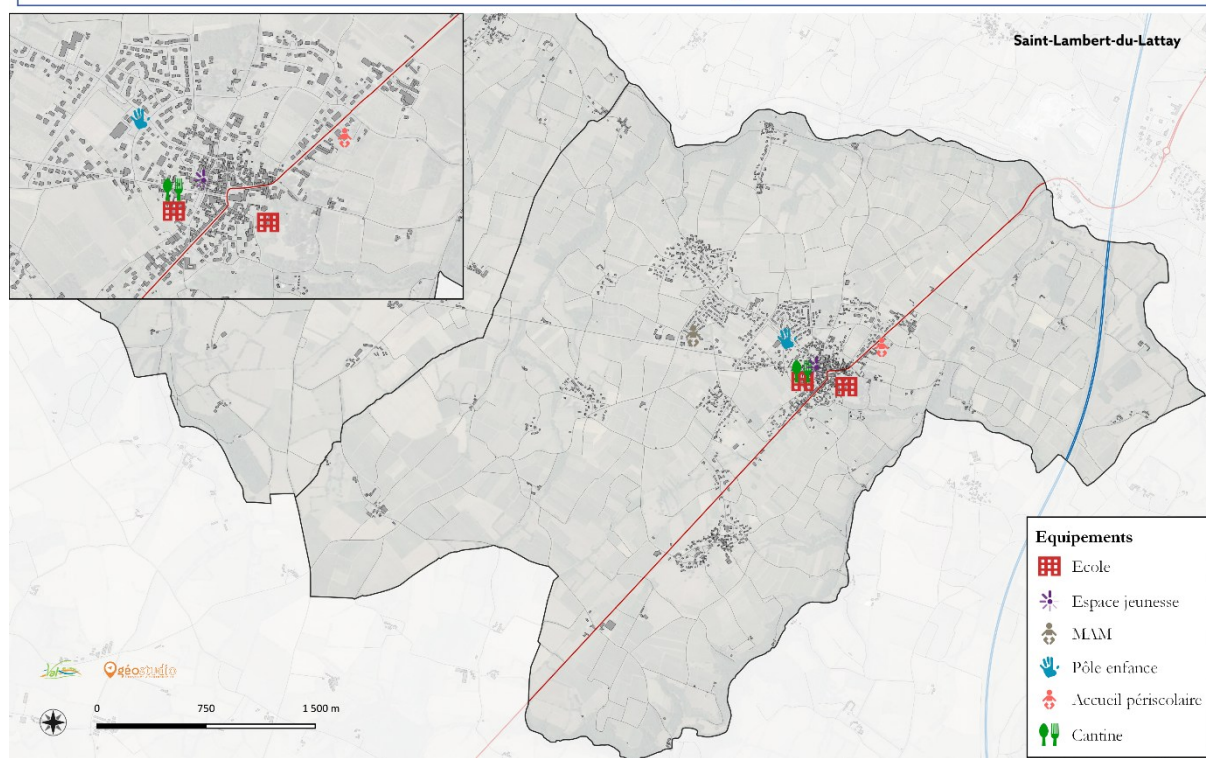 Saint-Lambert-du-Lattay
Equipements
Ecole
Espace jeunesse
MAM
Pôle enfance
Accueil périscolaire
Cantine
géostudio
0 750 1 500 m